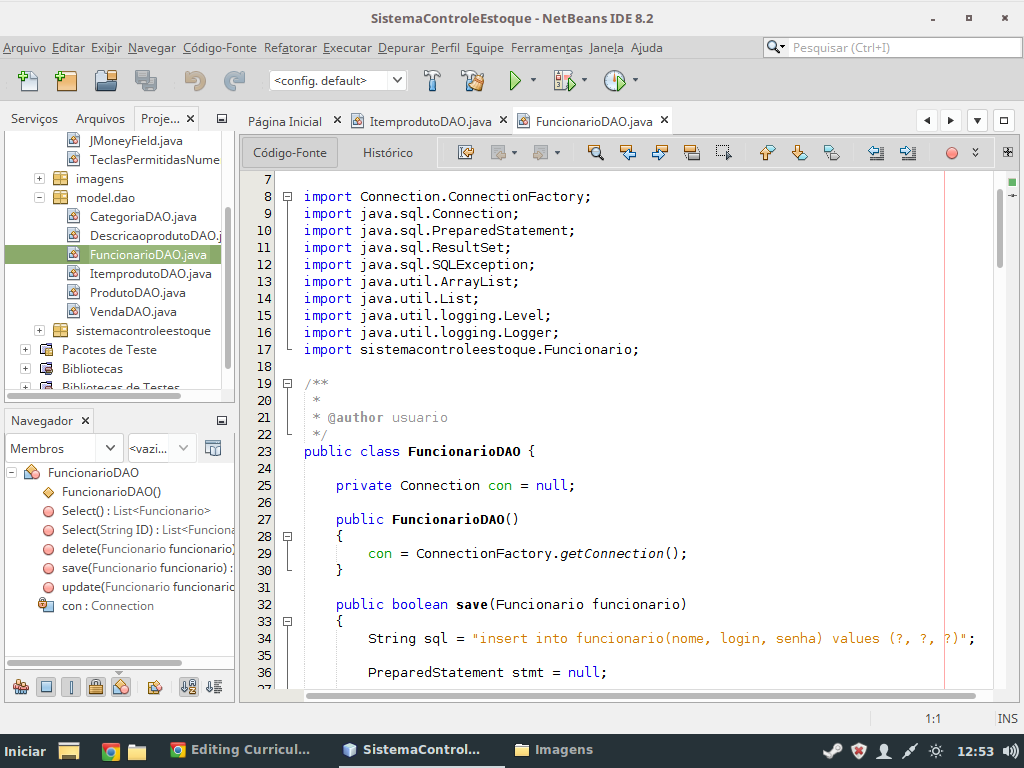 SistemaControleEstoque - NetBeans IDE 8.2
Arquivo Editar Exibir Navegar Código-Fonte Refatorar Executar Depurar Perfil Equipe Ferramentas Janela Ajuda
Pesquisar (Ctrl+I)
<config. default>
Serviços Arquivos Proje...
Página Inicial ItemprodutoDAO.java FuncionarioDAO.java
Código-Fonte Histórico
JMoneyField.java
TeclasPermitidasNume
imagens
model.dao
CategoriaDAO.java
DescricaoprodutoDAO.j
FuncionarioDAO.java
ItemprodutoDAO.java
ProdutoDAO.java
VendaDAO.java
sistemacontroleestoque
Pacotes de Teste
Bibliotecas
Bibliotecas de Testes
Navegador
Membros <vazi...
FuncionarioDAO
FuncionarioDAO()
Select() : List<Funcionario>
Select(String ID) : List<Funciona
delete(Funcionario funcionario)
save(Funcionario funcionario) :
update(Funcionario funcionario
con : Connection
7
8 import Connection.ConnectionFactory;
9 import java.sql.Connection;
10 import java.sql.PreparedStatement;
11 import java.sql.ResultSet;
12 import java.sql.SQLException;
13 import java.util.ArrayList;
14 import java.util.List;
15 import java.util.logging.Level;
16 import java.util.logging.Logger;
17 import sistemacontroleestoque.Funcionario;
18
19 /**
20 *
21 * @author usuario
22 */
23 public class FuncionarioDAO {
24
25 private Connection con = null;
26
27 public FuncionarioDAO()
28 {
29 con = ConnectionFactory.getConnection();
30 }
31
32 public boolean save(Funcionario funcionario)
33 {
34 String sql = "insert into funcionario(nome, login, senha) values (?, ?, ?)";
35
36 PreparedStatement stmt = null;
37
1:1 INS
Iniciar Editing Curricul... SistemaControl... Imagens 12:53